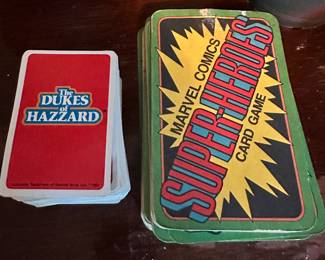 The
DUKES
of
HAZZARD
MARVEL COMICS
SUPER-HEROES
CARD GAME